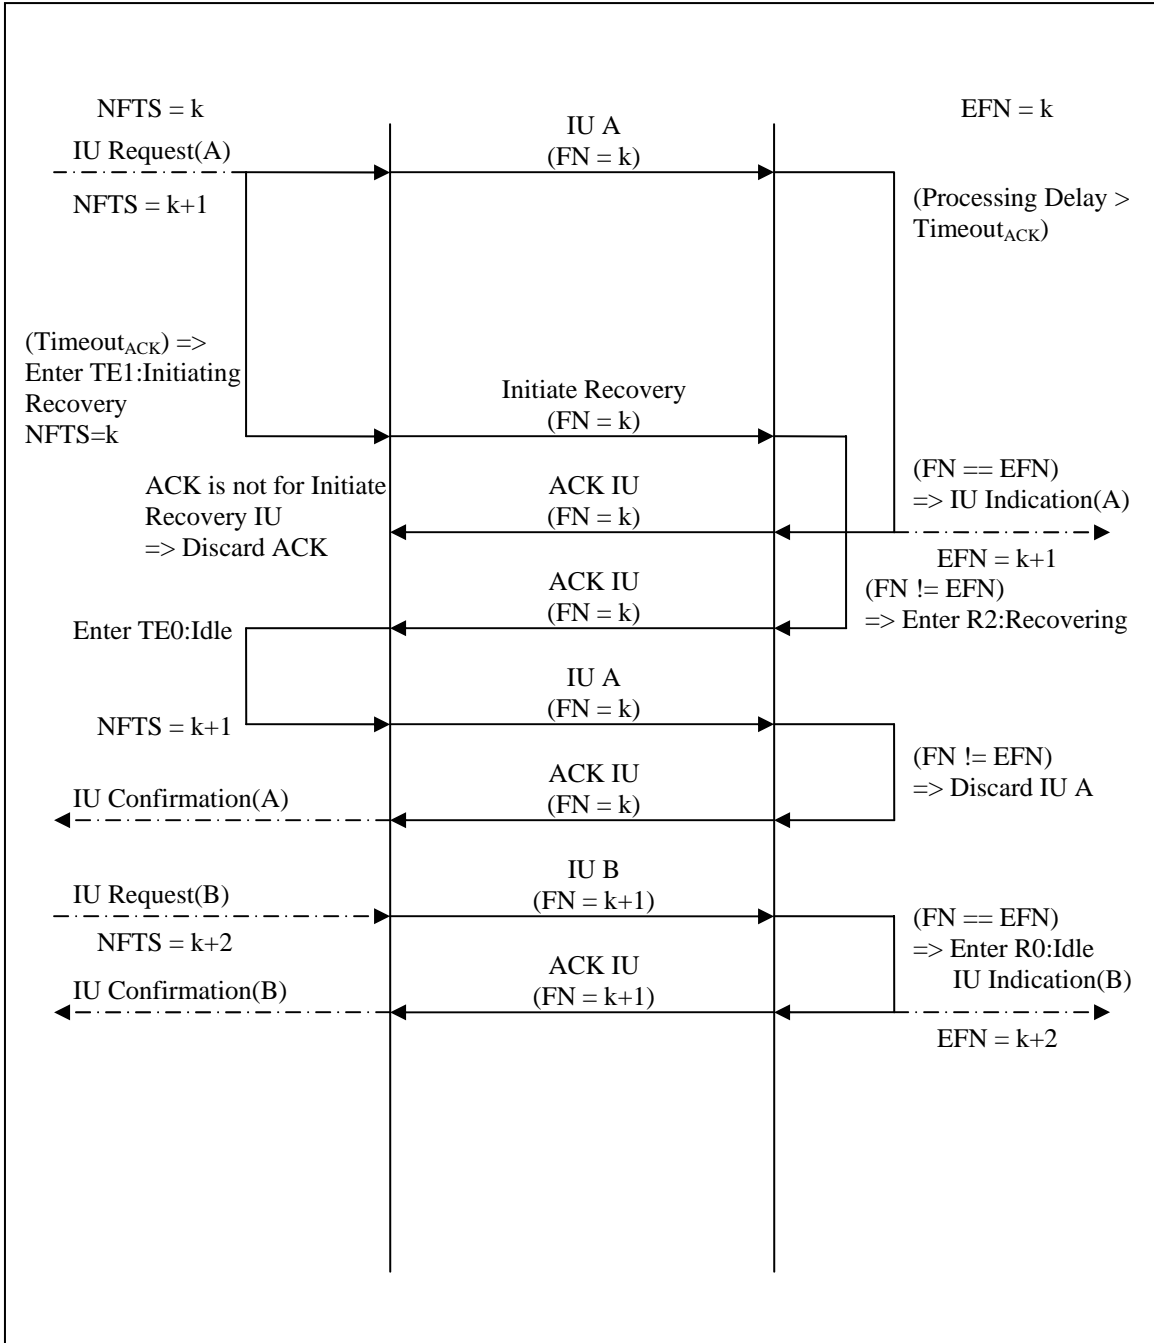 NFTS = k
EFN = k
IU A
(FN = k)
IU Request(A)
NFTS = k+1
(Processing Delay >
Timeout_ACK)
(Timeout_ACK) =>
Enter TE1:Initiating
Recovery
NFTS=k
Initiate Recovery
(FN = k)
ACK is not for Initiate
Recovery IU
=> Discard ACK
ACK IU
(FN = k)
(FN == EFN)
=> IU Indication(A)
EFN = k+1
ACK IU
(FN = k)
(FN != EFN)
=> Enter R2:Recovering
Enter TE0:Idle
IU A
(FN = k)
NFTS = k+1
(FN != EFN)
=> Discard IU A
ACK IU
(FN = k)
IU Confirmation(A)
IU B
(FN = k+1)
IU Request(B)
NFTS = k+2
(FN == EFN)
=> Enter R0:Idle
IU Indication(B)
ACK IU
(FN = k+1)
IU Confirmation(B)
EFN = k+2